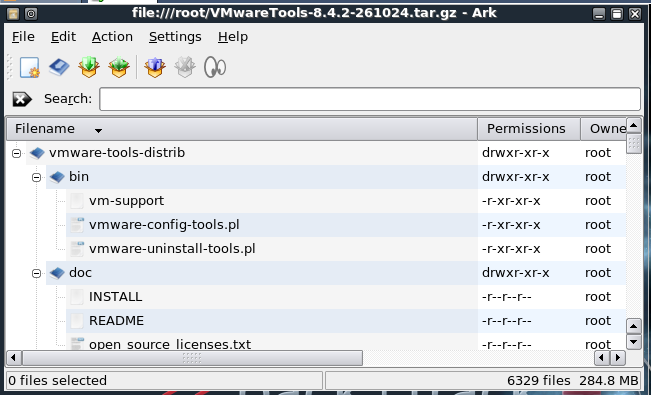 file:///root/VMwareTools-8.4.2-261024.tar.gz - Ark
File Edit Action Settings Help
Search:
Filename Permissions Owne
vmware-tools-distrib drwxr-xr-x root
bin drwxr-xr-x root
vm-support -r-xr-xr-x root
vmware-config-tools.pl -r-xr-xr-x root
vmware-uninstall-tools.pl -r-xr-xr-x root
doc drwxr-xr-x root
INSTALL -r--r--r-- root
README -r--r--r-- root
open_source_licenses.txt -r--r--r-- root
0 files selected 6329 files 284.8 MB